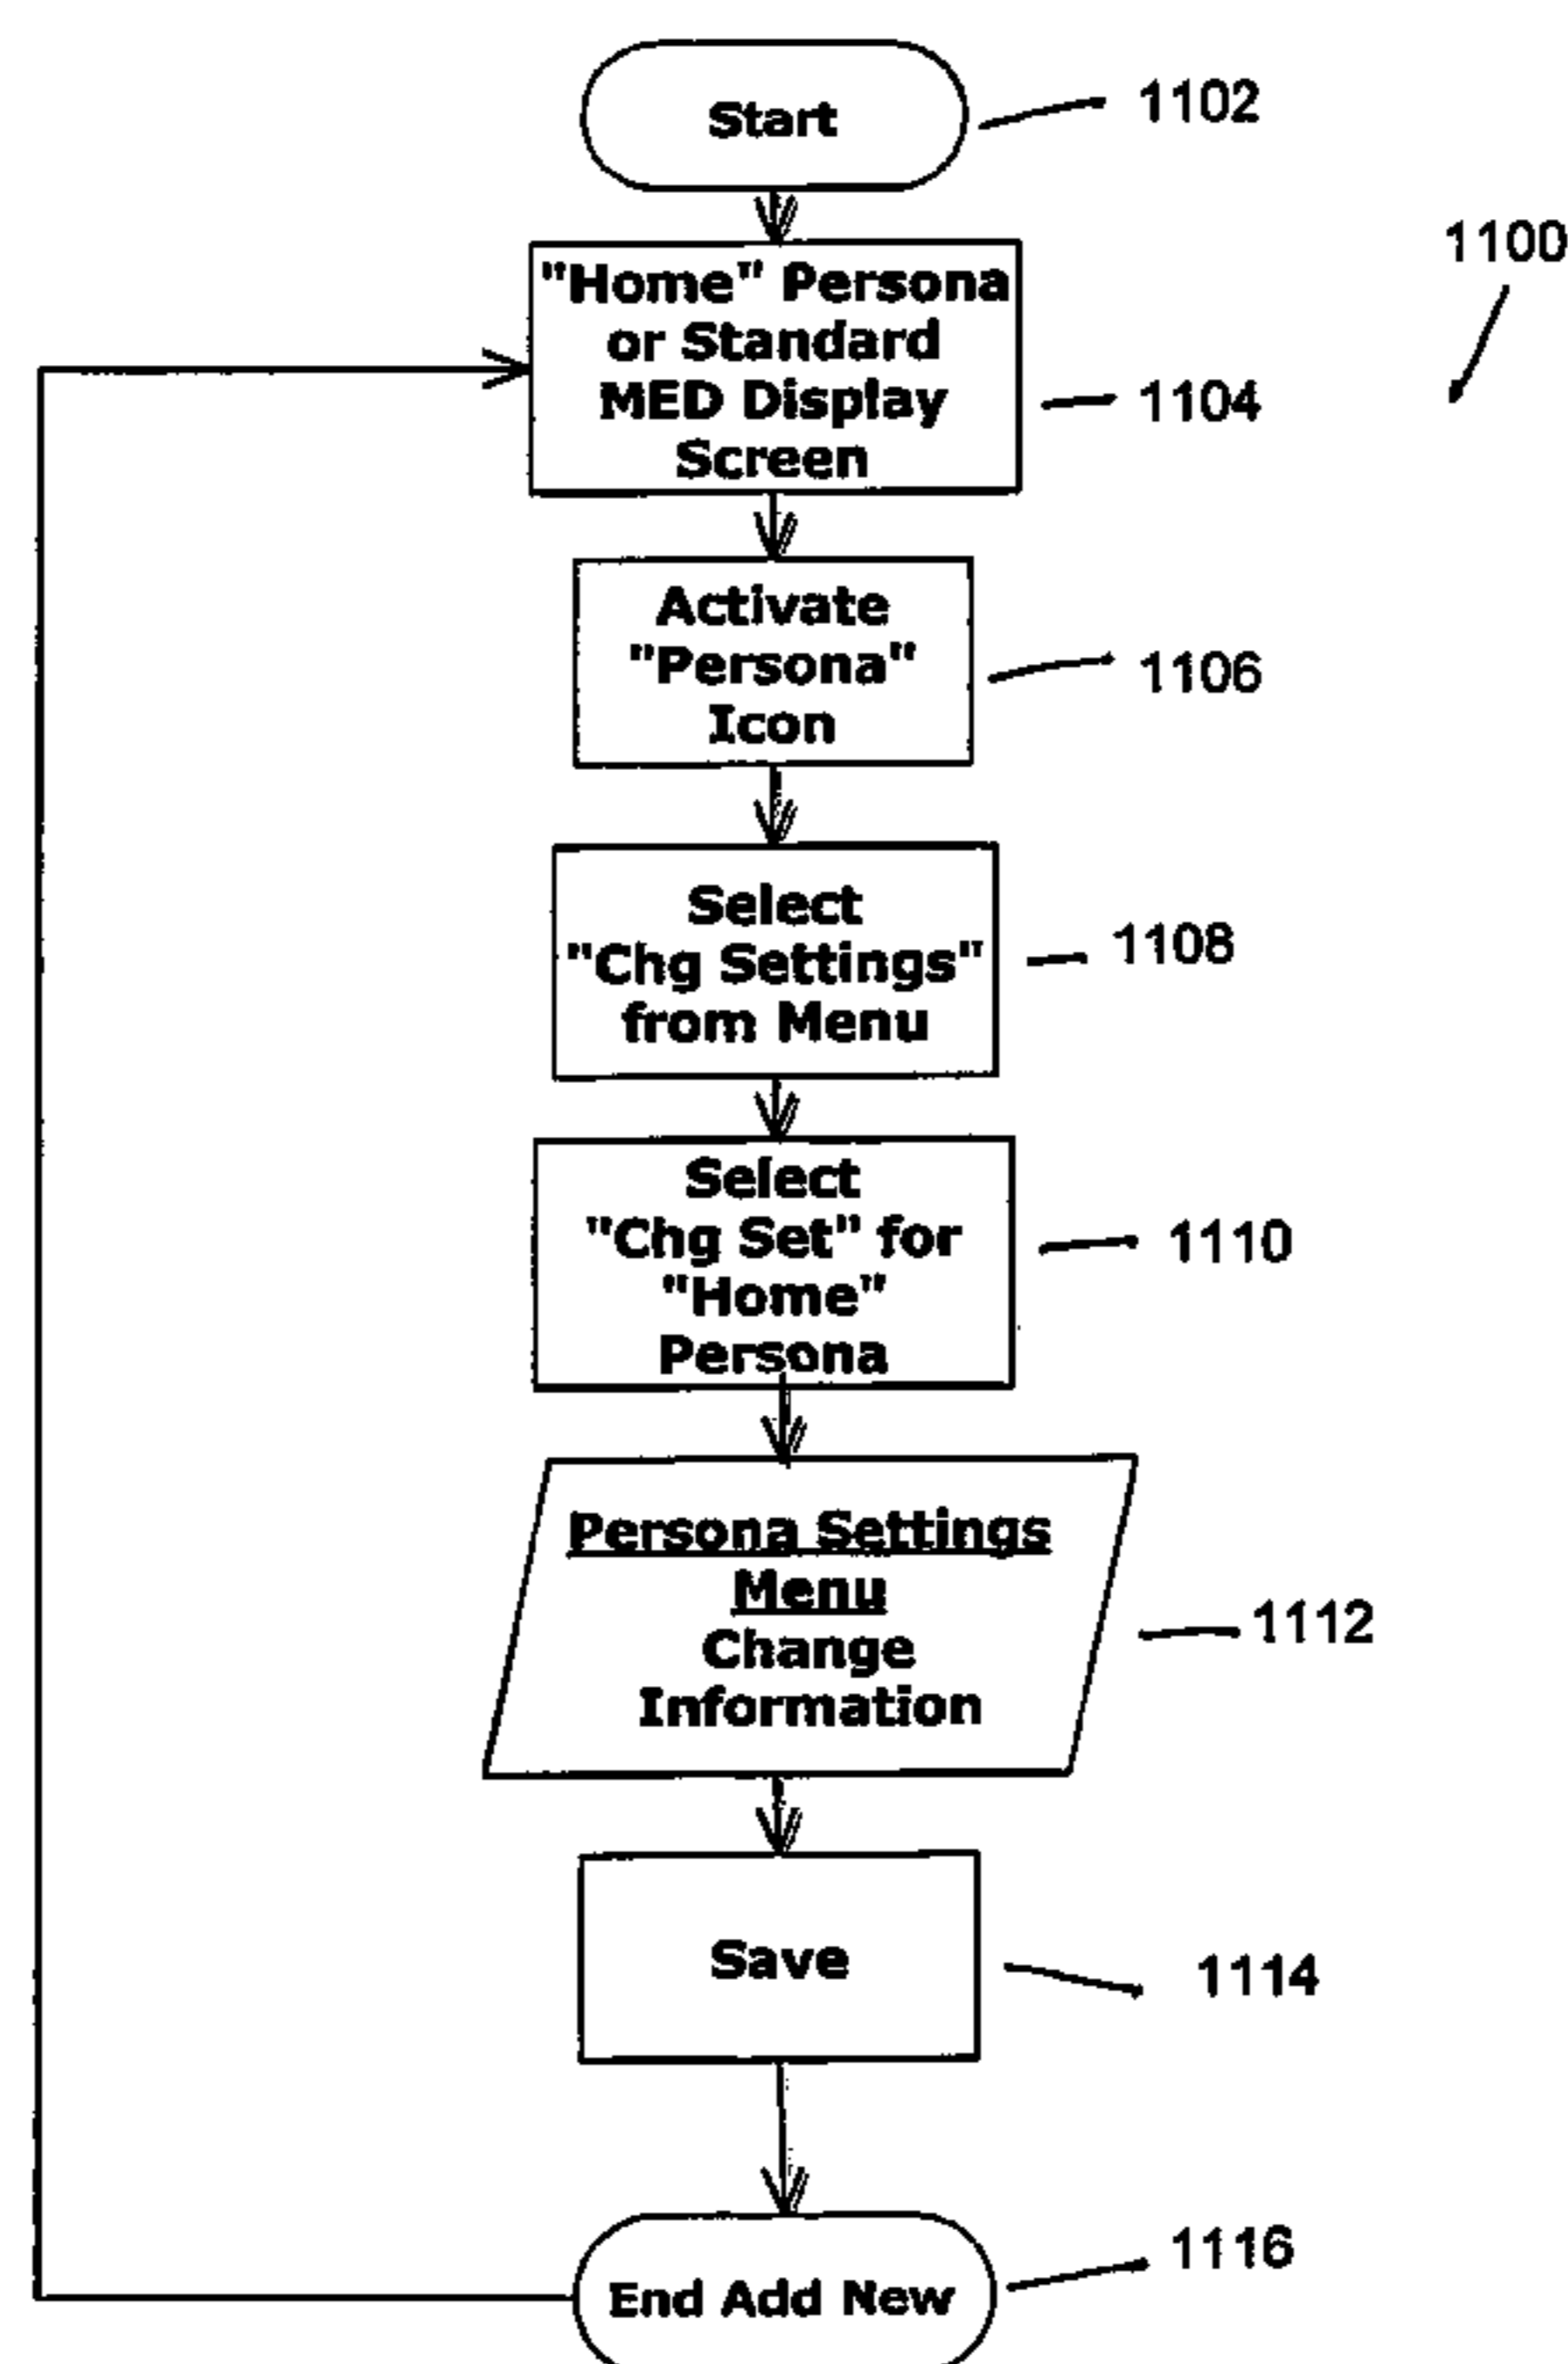 Start
1102
1100
"Home" Persona
or Standard
MED Display
Screen
1104
Activate
"Persona"
Icon
1106
Select
"Chg Settings"
from Menu
1108
Select
"Chg Set" for
"Home"
Persona
1110
Persona Settings
Menu
Change
Information
1112
Save
1114
End Add New
1116